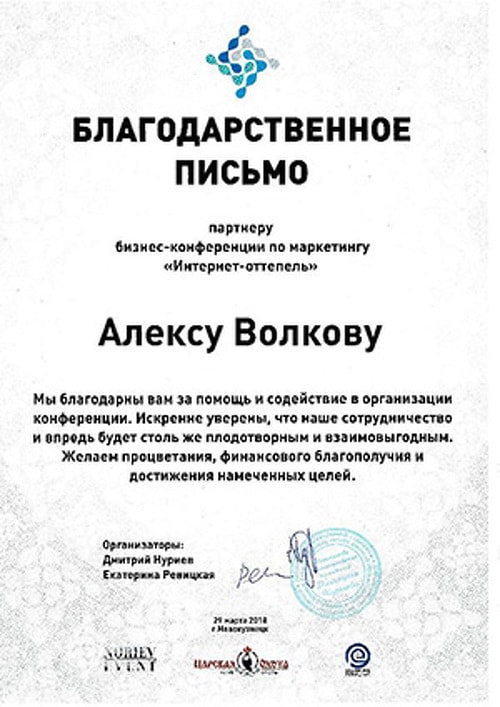 БЛАГОДАРСТВЕННОЕ
ПИСЬМО
партнеру
бизнес-конференции по маркетингу
«Интернет-оттепель»
Алексу Волкову
Мы благодарны вам за помощь и содействие в организации
конференции. Искренне уверены, что наше сотрудничество
и впредь будет столь же плодотворным и взаимовыгодным.
Желаем процветания, финансового благополучия и
достижения намеченных целей.
Организаторы:
Дмитрий Нуриев
Екатерина Ревицкая
29 марта 2018
г.Новокузнецк
NURIEV
EVENT
ЦАРСКАЯ ОХОТА